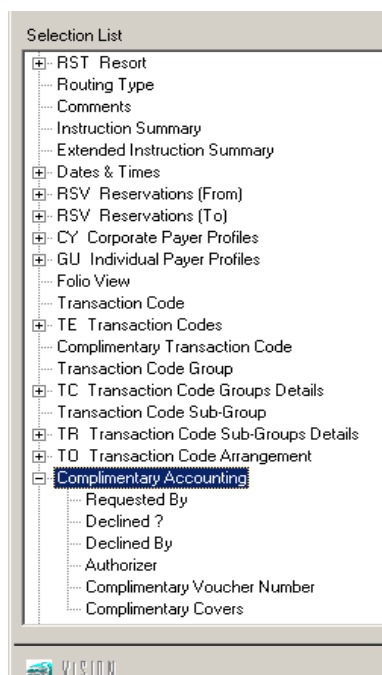 Selection List
RST Resort
Routing Type
Comments
Instruction Summary
Extended Instruction Summary
Dates & Times
RSV Reservations (From)
RSV Reservations (To)
CY Corporate Payer Profiles
GU Individual Payer Profiles
Folio View
Transaction Code
TE Transaction Codes
Complimentary Transaction Code
Transaction Code Group
TC Transaction Code Groups Details
Transaction Code Sub-Group
TR Transaction Code Sub-Groups Details
TO Transaction Code Arrangement
Complimentary Accounting
Requested By
Declined ?
Declined By
Authorizer
Complimentary Voucher Number
Complimentary Covers
VISION